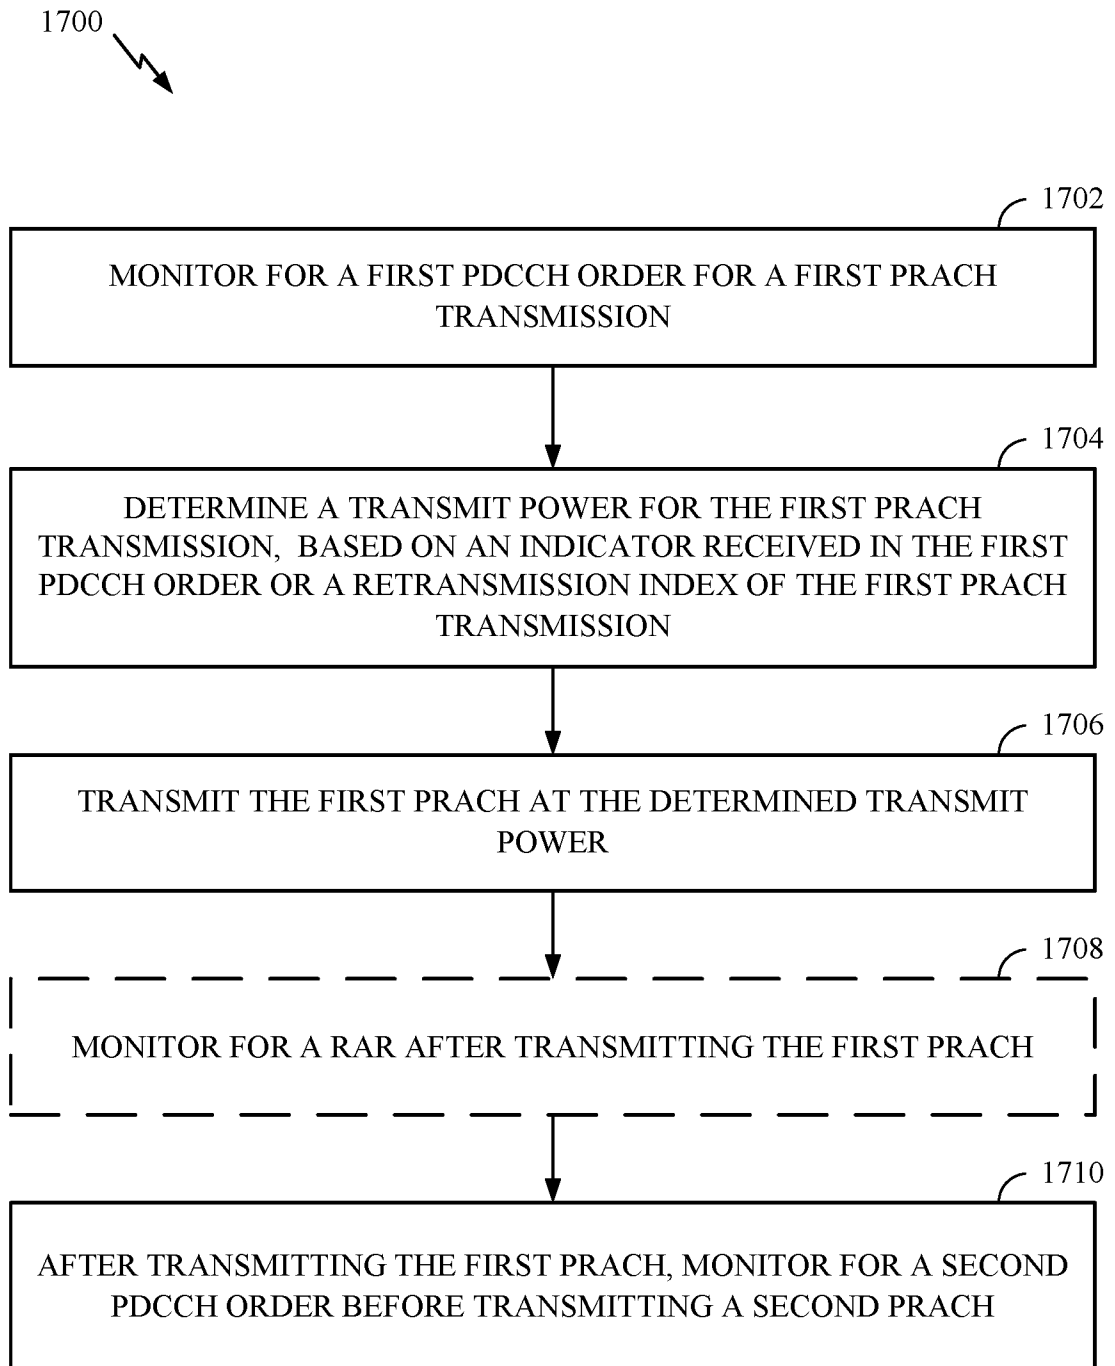 1700
1702
MONITOR FOR A FIRST PDCCH ORDER FOR A FIRST PRACH
TRANSMISSION
1704
DETERMINE A TRANSMIT POWER FOR THE FIRST PRACH
TRANSMISSION, BASED ON AN INDICATOR RECEIVED IN THE FIRST
PDCCH ORDER OR A RETRANSMISSION INDEX OF THE FIRST PRACH
TRANSMISSION
1706
TRANSMIT THE FIRST PRACH AT THE DETERMINED TRANSMIT
POWER
1708
MONITOR FOR A RAR AFTER TRANSMITTING THE FIRST PRACH
1710
AFTER TRANSMITTING THE FIRST PRACH, MONITOR FOR A SECOND
PDCCH ORDER BEFORE TRANSMITTING A SECOND PRACH